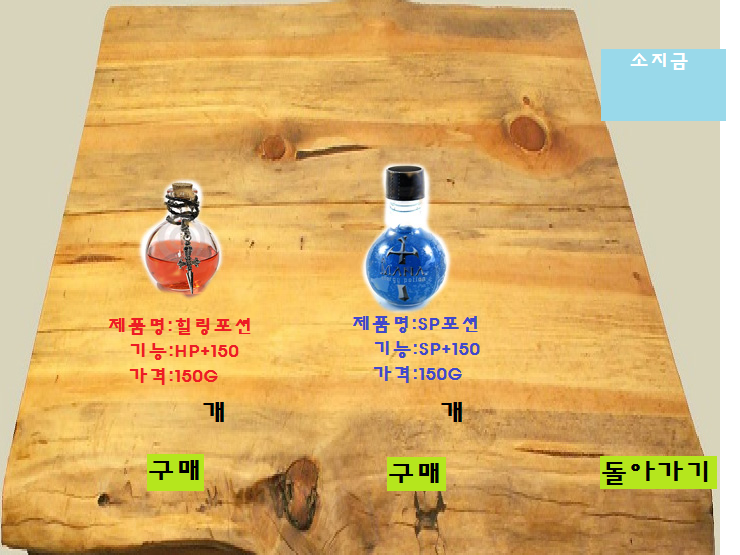 소지금
MANA
제품명:힐링포션
기능:HP+150
가격:150G
개
구매
제품명:SP포션
기능:SP+150
가격:150G
개
구매
돌아가기